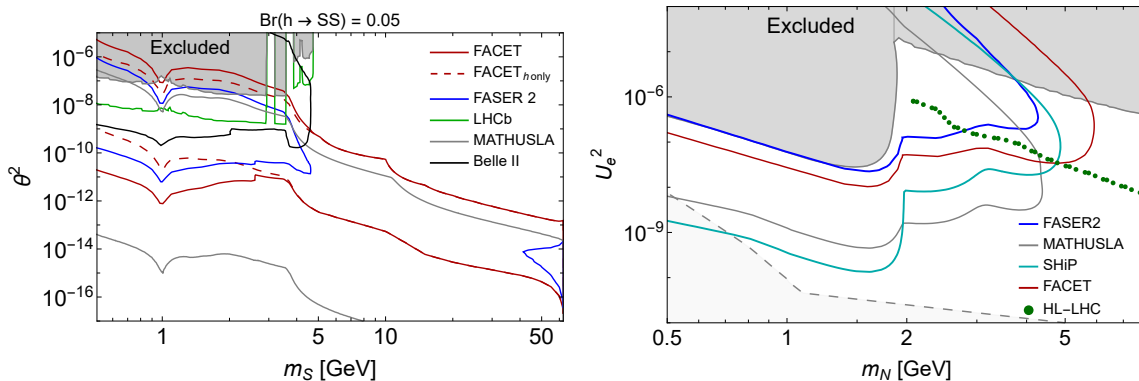 Br(h → SS) = 0.05
Excluded
FACET
FACET_h only
FASER 2
LHCb
MATHUSLA
Belle II
10^-6
10^-8
10^-10
10^-12
10^-14
10^-16
θ^2
1 5 10 50
m_S [GeV]
Excluded
10^-6
10^-9
U_e^2
FASER2
MATHUSLA
SHiP
FACET
HL-LHC
0.5 1 2 5
m_N [GeV]